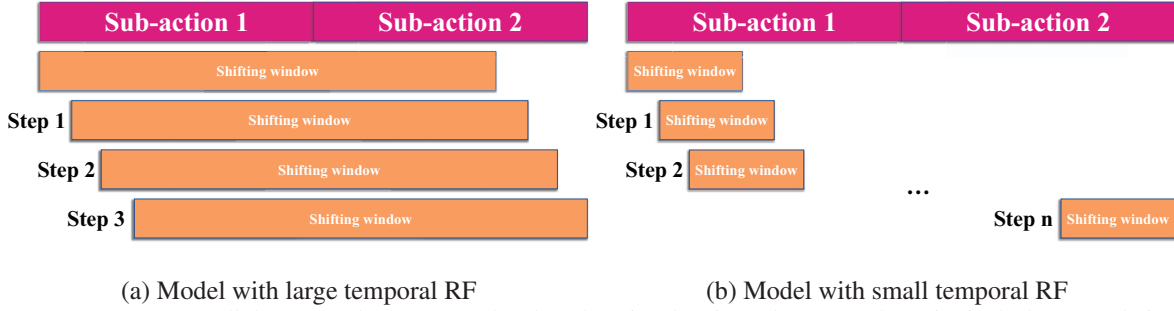 Sub-action 1 Sub-action 2 Sub-action 1 Sub-action 2
Shifting window Shifting window
Step 1 Shifting window Step 1 Shifting window
Step 2 Shifting window Step 2 Shifting window
...
Step 3 Shifting window Step n Shifting window
(a) Model with large temporal RF (b) Model with small temporal RF